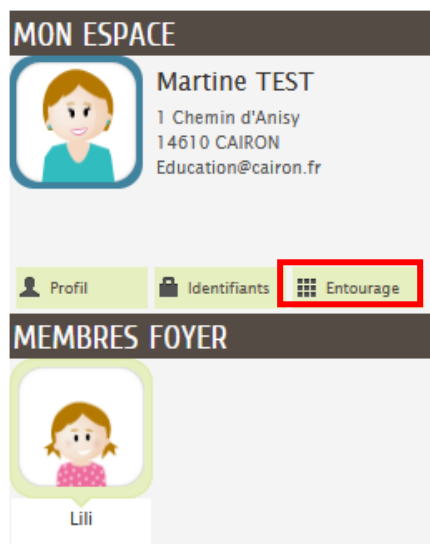 MON ESPACE
Martine TEST
1 Chemin d'Anisy
14610 CAIRON
Education@cairon.fr
Profil Identifiants Entourage
MEMBRES FOYER
Lili